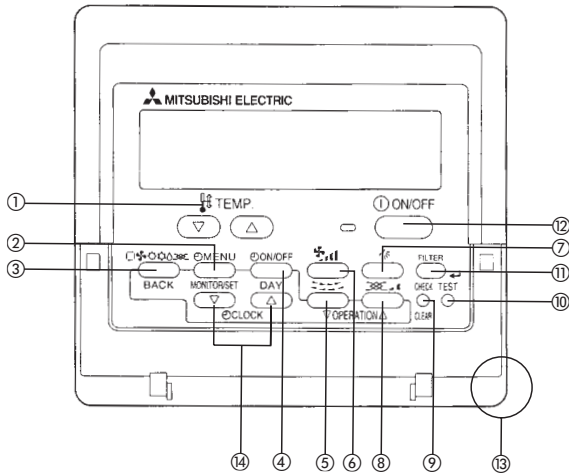 MITSUBISHI ELECTRIC
① TEMP. ON/OFF ⑫
② MENU ON/OFF FILTER ⑦
③ BACK MONITOR/SET DAY CHECK TEST ⑪
CLOCK ▽OPERATION△ CLEAR ⑩
⑭ ④ ⑤ ⑥ ⑧ ⑨ ⑬